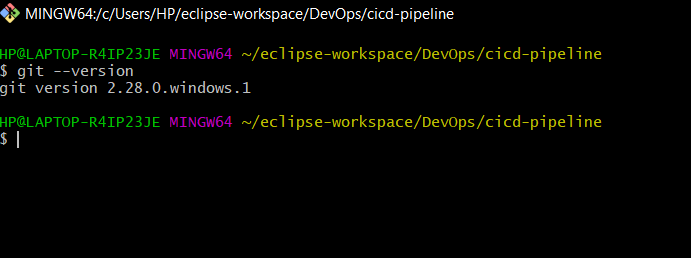 MINGW64:/c/Users/HP/eclipse-workspace/DevOps/cicd-pipeline
HP@LAPTOP-R4IP23JE MINGW64 ~/eclipse-workspace/DevOps/cicd-pipeline
$ git --version
git version 2.28.0.windows.1
HP@LAPTOP-R4IP23JE MINGW64 ~/eclipse-workspace/DevOps/cicd-pipeline
$